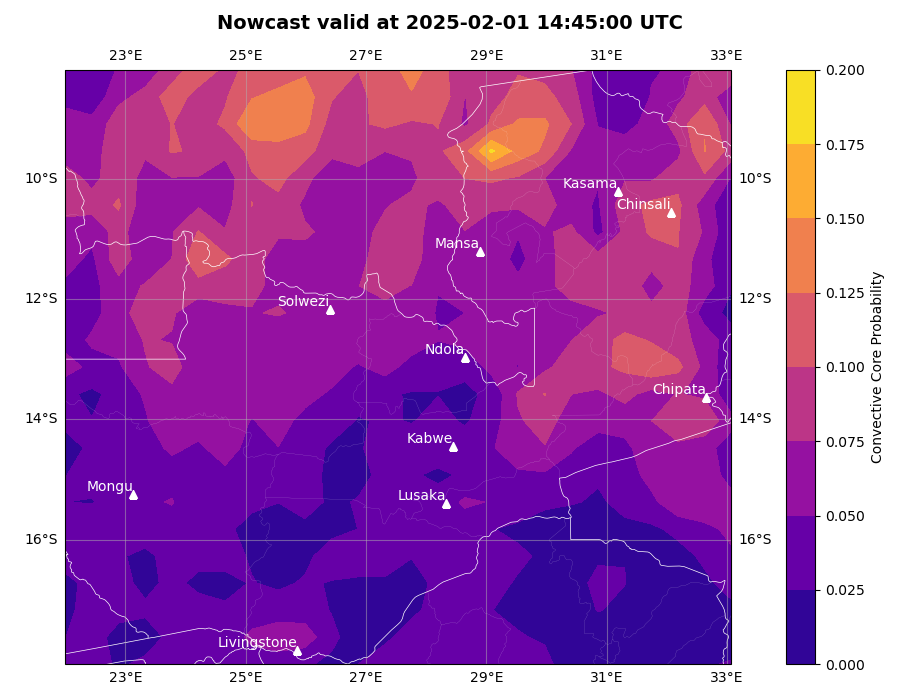 Nowcast valid at 2025-02-01 14:45:00 UTC
23°E 25°E 27°E 29°E 31°E 33°E
0.200
0.175
Kasama
10°S 10°S
Chinsali
0.150
Mansa
0.125
12°S Solwezi 12°S
Ndola
0.100
Chipata
14°S 14°S
Kabwe
0.075
Mongu
Lusaka
0.050
16°S 16°S
0.025
Livingstone
0.000
23°E 25°E 27°E 29°E 31°E 33°E
Convective Core Probability